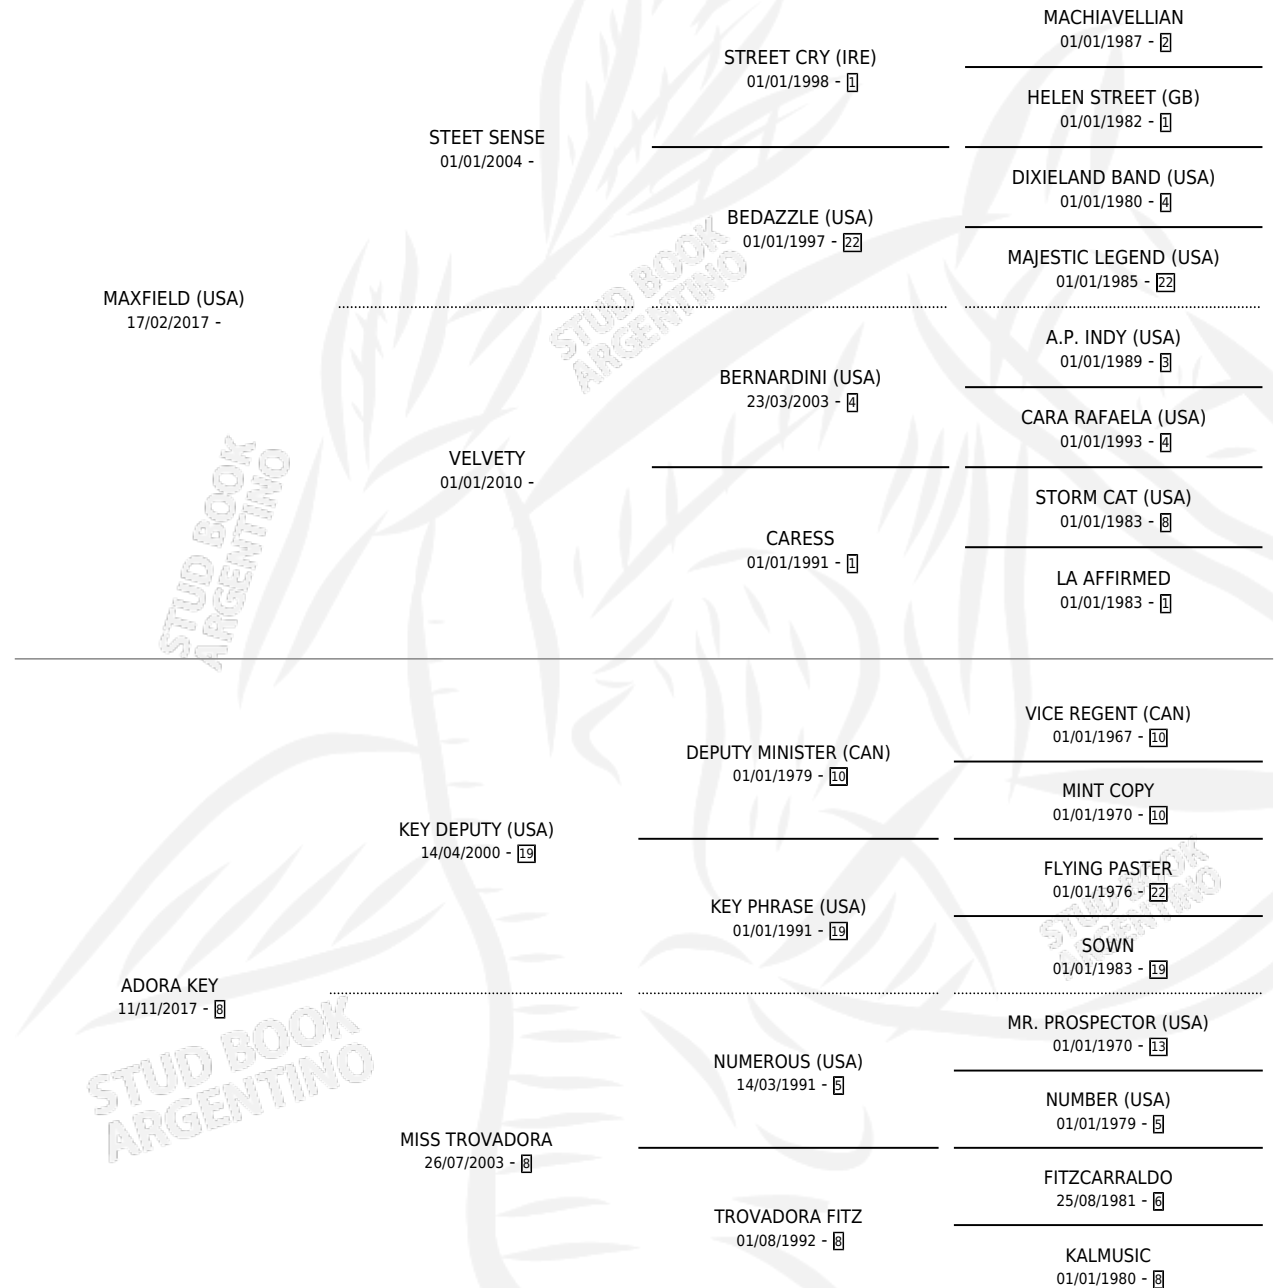 MACHIAVELLIAN
01/01/1987 - 2
STREET CRY (IRE)
01/01/1998 - 1
HELEN STREET (GB)
01/01/1982 - 1
STEET SENSE
01/01/2004 -
DIXIELAND BAND (USA)
01/01/1980 - 4
BEDAZZLE (USA)
01/01/1997 - 22
MAJESTIC LEGEND (USA)
01/01/1985 - 22
MAXFIELD (USA)
17/02/2017 -
STUD BOOK
ARGENTINO
A.P. INDY (USA)
01/01/1989 - 3
BERNARDINI (USA)
23/03/2003 - 4
CARA RAFAELA (USA)
01/01/1993 - 4
VELVETY
01/01/2010 -
STORM CAT (USA)
01/01/1983 - 8
CARESS
01/01/1991 - 1
LA AFFIRMED
01/01/1983 - 1
STUD BOOK
ARGENTINO
VICE REGENT (CAN)
01/01/1967 - 10
DEPUTY MINISTER (CAN)
01/01/1979 - 10
MINT COPY
01/01/1970 - 10
KEY DEPUTY (USA)
14/04/2000 - 19
FLYING PASTER
01/01/1976 - 22
KEY PHRASE (USA)
01/01/1991 - 19
SOWN
01/01/1983 - 19
STUD BOOK
ARGENTINO
ADORA KEY
11/11/2017 - 8
MR. PROSPECTOR (USA)
01/01/1970 - 13
NUMEROUS (USA)
14/03/1991 - 5
NUMBER (USA)
01/01/1979 - 5
STUD BOOK
ARGENTINO
MISS TROVADORA
26/07/2003 - 8
FITZCARRALDO
25/08/1981 - 6
TROVADORA FITZ
01/08/1992 - 8
KALMUSIC
01/01/1980 - 8